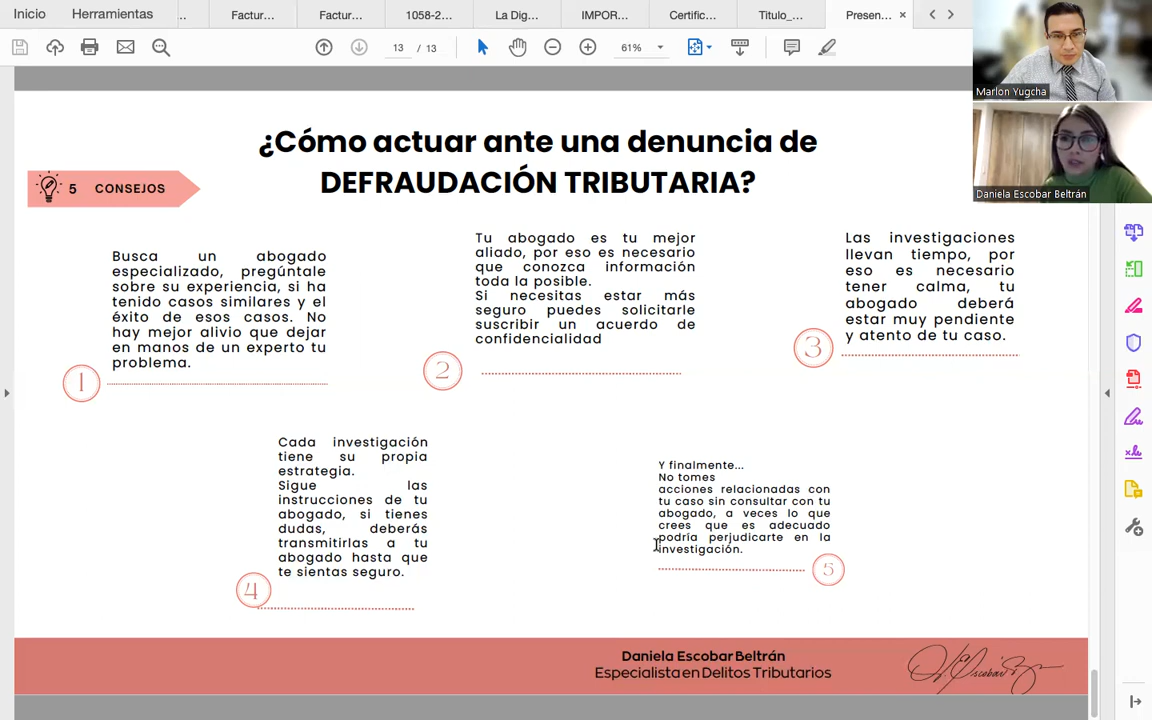 Inicio
Herramientas
...
Factur...
Factur...
1058-2...
La Dig...
IMPOR...
Certific...
Titulo_...
Presen...
×
13 / 13
61%
Marlon Yugcha
Daniela Escobar Beltrán
¿Cómo actuar ante una denuncia de
DEFRAUDACIÓN TRIBUTARIA?
5 CONSEJOS
Busca un abogado
especializado, pregúntale
sobre su experiencia, si ha
tenido casos similares y el
éxito de esos casos. No
hay mejor alivio que dejar
en manos de un experto tu
problema.
1
Tu abogado es tu mejor
aliado, por eso es necesario
que conozca información
toda la posible.
Si necesitas estar más
seguro puedes solicitarle
suscribir un acuerdo de
confidencialidad
2
Las investigaciones
llevan tiempo, por
eso es necesario
tener calma, tu
abogado deberá
estar muy pendiente
y atento de tu caso.
3
Cada investigación
tiene su propia
estrategia.
Sigue las
instrucciones de tu
abogado, si tienes
dudas, deberás
transmitirlas a tu
abogado hasta que
te sientas seguro.
4
Y finalmente...
No tomes
acciones relacionadas con
tu caso sin consultar con tu
abogado, a veces lo que
crees que es adecuado
podría perjudicarte en la
investigación.
5
Daniela Escobar Beltrán
Especialista en Delitos Tributarios